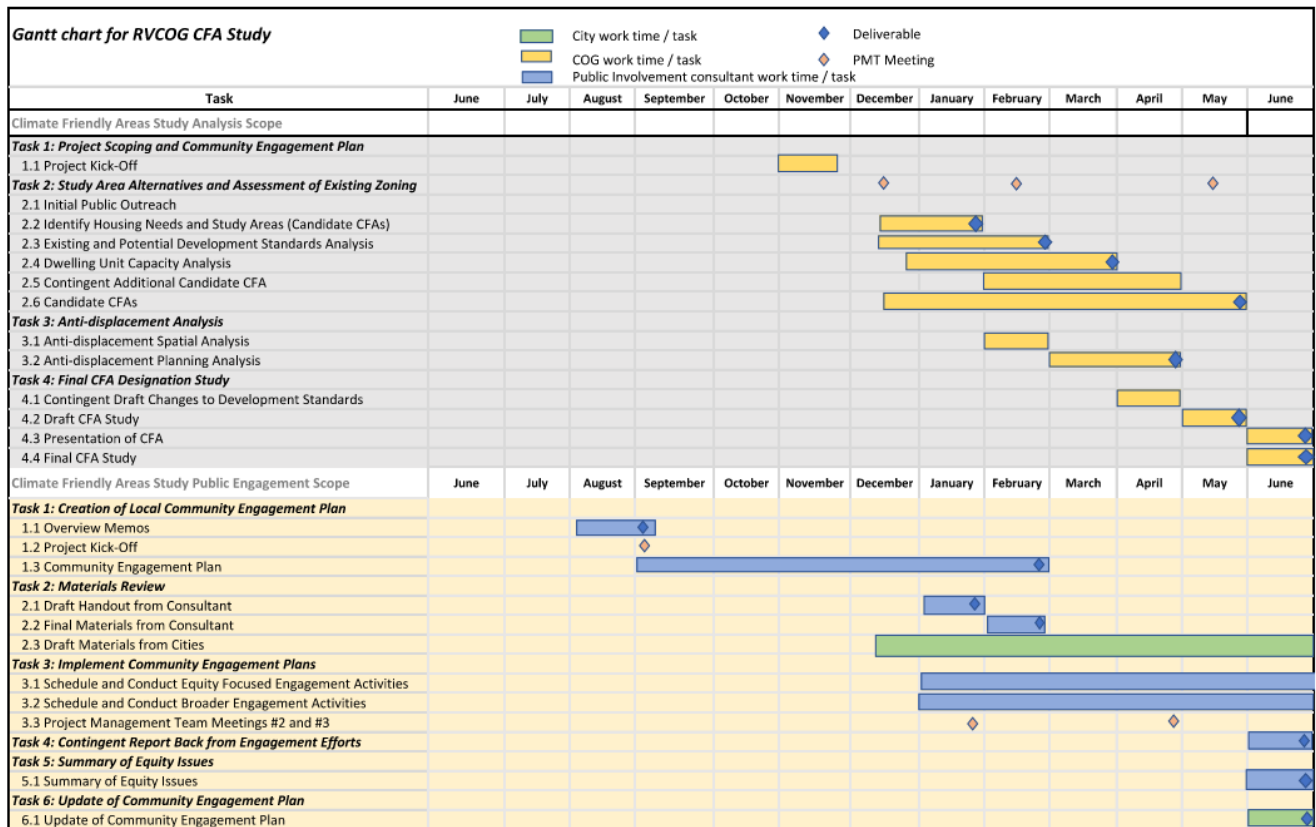 Gantt chart for RVCOG CFA Study
City work time / task
Deliverable
COG work time / task
PMT Meeting
Public Involvement consultant work time / task
Task June July August September October November December January February March April May June
Climate Friendly Areas Study Analysis Scope
Task 1: Project Scoping and Community Engagement Plan
1.1 Project Kick-Off
Task 2: Study Area Alternatives and Assessment of Existing Zoning
2.1 Initial Public Outreach
2.2 Identify Housing Needs and Study Areas (Candidate CFAs)
2.3 Existing and Potential Development Standards Analysis
2.4 Dwelling Unit Capacity Analysis
2.5 Contingent Additional Candidate CFA
2.6 Candidate CFAs
Task 3: Anti-displacement Analysis
3.1 Anti-displacement Spatial Analysis
3.2 Anti-displacement Planning Analysis
Task 4: Final CFA Designation Study
4.1 Contingent Draft Changes to Development Standards
4.2 Draft CFA Study
4.3 Presentation of CFA
4.4 Final CFA Study
Climate Friendly Areas Study Public Engagement Scope June July August September October November December January February March April May June
Task 1: Creation of Local Community Engagement Plan
1.1 Overview Memos
1.2 Project Kick-Off
1.3 Community Engagement Plan
Task 2: Materials Review
2.1 Draft Handout from Consultant
2.2 Final Materials from Consultant
2.3 Draft Materials from Cities
Task 3: Implement Community Engagement Plans
3.1 Schedule and Conduct Equity Focused Engagement Activities
3.2 Schedule and Conduct Broader Engagement Activities
3.3 Project Management Team Meetings #2 and #3
Task 4: Contingent Report Back from Engagement Efforts
Task 5: Summary of Equity Issues
5.1 Summary of Equity Issues
Task 6: Update of Community Engagement Plan
6.1 Update of Community Engagement Plan